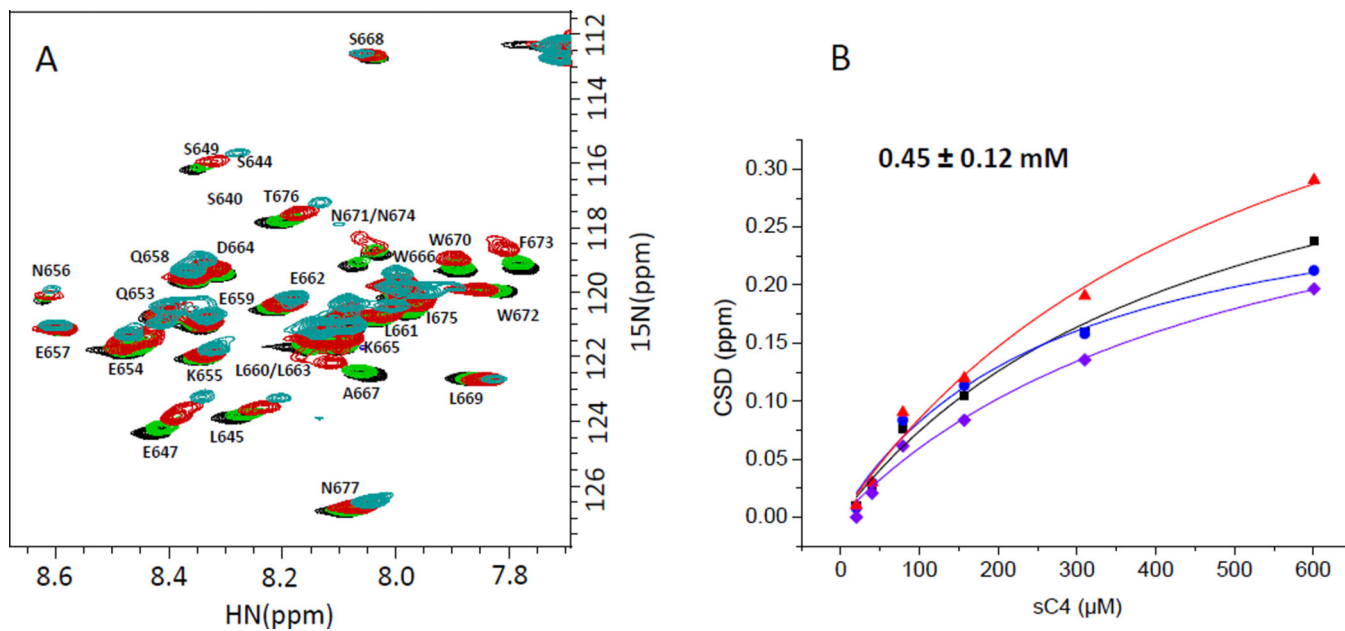 A
S668
S649
S644
S640
T676
N671/N674
W670
F673
Q658
D664
W666
N656
E662
Q653
E659
I675
W672
L661
E657
E654
K665
K655
L660/L663
A667
L669
E647
L645
N677
112
114
116
118
120
122
124
126
15N(ppm)
8.6
8.4
8.2
8.0
7.8
HN(ppm)
B
0.45 ± 0.12 mM
0.30
0.25
0.20
0.15
0.10
0.05
0.00
CSD (ppm)
0
100
200
300
400
500
600
sC4 (µM)